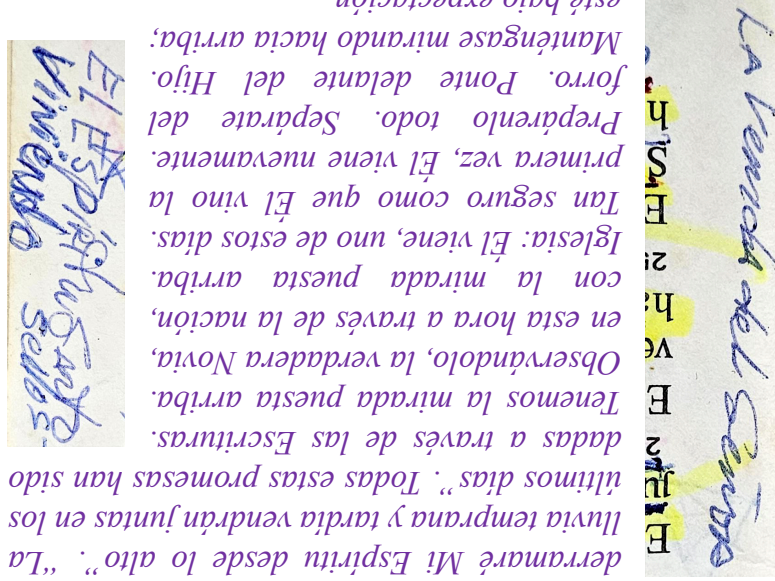 derramaré Mi Espíritu desde lo alto”. “La
lluvia temprana y tardía vendrán juntas en los
últimos días”. Todas estas promesas han sido
dadas a través de las Escrituras.
Tenemos la mirada puesta arriba.
Observándolo, la verdadera Novia,
en esta hora a través de la nación,
con la mirada puesta arriba.
Iglesia: Él viene, uno de estos días.
Tan seguro como que Él vino la
primera vez, Él viene nuevamente.
Prepárenlo todo. Sepárate del
forro. Ponte delante del Hijo.
Manténgase mirando hacia arriba;
esté bajo expectación
El Espíritu Santo
Viniendo
Sellos
La Venida del Señor